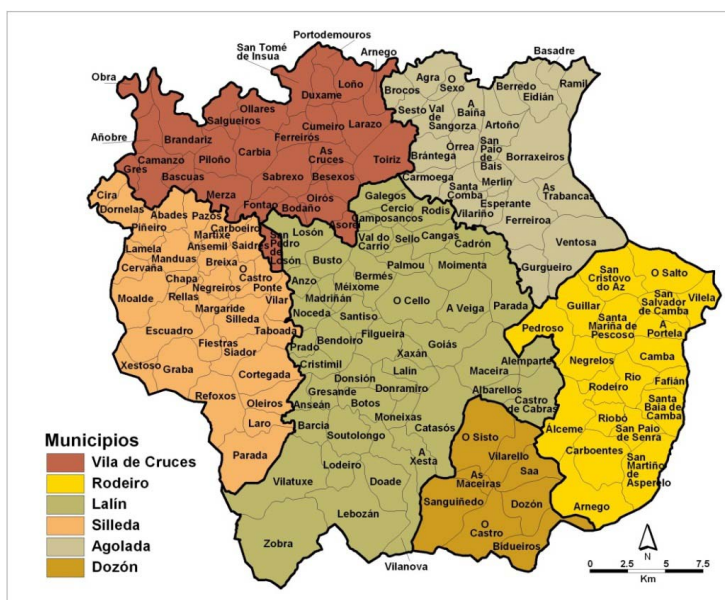 Portodemouros
San Tomé
de Insua
Arnego
Basadre
Obra
Agra
O
Sexo
Ramil
Loño
Berredo
Eidián
Brocos
Duxame
A
Baiña
Ollares
Sesto
Val
de
Sangorza
Salgueiros
Cumeiro
Larazo
Artoño
Añobre
Brandariz
Ferreirós
Órrea
San
Paio
de
Bais
Carbia
As
Cruces
Toiriz
Brántega
Borraxeiros
Camanzo
Piloño
Gres
Bascuas
Sabrexo
Besexos
Carmoega
Merlin
Santa
Comba
As
Trabancas
Cira
Merza
Oirós
Galegos
Esperante
Dornelas
Fontao
Bodaño
Cercio
Rodis
Vilariño
Abades
Pazos
Camposancos
Ferreiroa
Piñeiro
Carboeiro
Asorei
Martixe
San
Pedro
de
Losón
Losón
Val do
Carrio
Sello
Cangas
Cadrón
Ventosa
Lamela
Ansemil
Saidres
Manduas
Breixa
Busto
Palmou
Moimenta
Gurgueiro
Cervaña
O
Castro
San
Cristovo
do Az
O Salto
Chapa
Anzo
Bermés
Negreiros
Ponte
Méixome
Moalde
Rellas
Vilar
Madriñán
O Cello
San
Salvador
de Camba
Vilela
Margaride
Noceda
Santiso
A Veiga
Parada
Guillar
Silleda
Santa
Mariña de
Pescoso
A
Portela
Escuadro
Taboada
Filgueira
Pedroso
Fiestras
Bendoiro
Goiás
Siador
Prado
Xaxán
Camba
Xestoso
Graba
Cristimil
Lalín
Alemparte
Negrelos
Cortegada
Donsión
Maceira
Rio
Fafián
Gresande
Donramiro
Albarellos
Rodeiro
Refoxos
Oleiros
Anseán
Botos
Castro
de Cabras
Santa
Baia de
Camba
Laro
Moneixas
Riobó
Barcia
Catasós
Álceme
San Paio
de Senra
Soutolongo
O Sisto
Parada
A
Xesta
Vilarello
Carboentes
Lodeiro
Saa
San
Martiño
de
Asperelo
Vilatuxe
Doade
As
Maceiras
Sanguiñedo
Dozón
Arnego
Lebozán
O
Castro
Zobra
Bidueiros
Vilanova
Municipios
Vila de Cruces
Rodeiro
Lalín
Silleda
Agolada
Dozón
N
0 2.5 5 7.5
Km